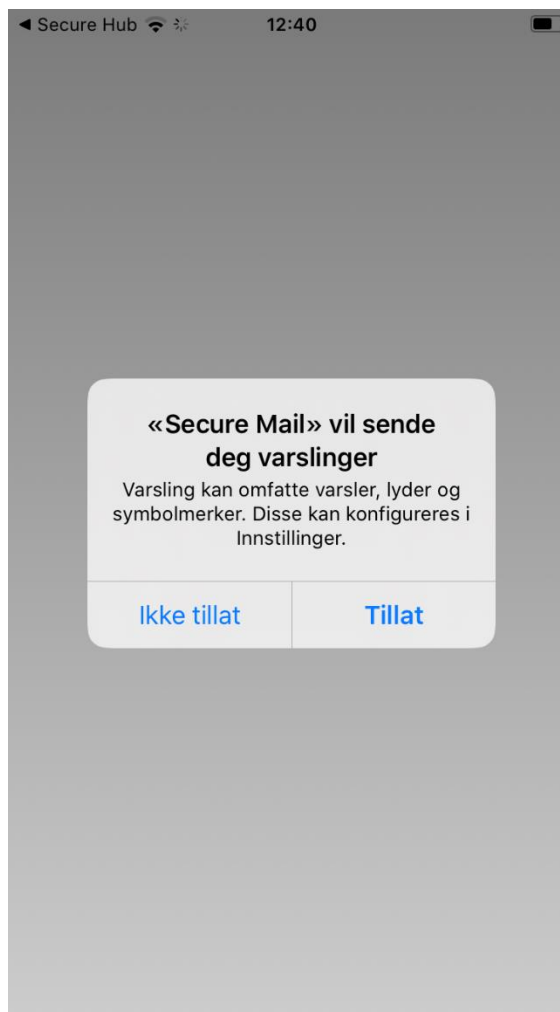 ◀ Secure Hub 12:40
«Secure Mail» vil sende
deg varslinger
Varsling kan omfatte varsler, lyder og
symbolmerker. Disse kan konfigureres i
Innstillinger.
Ikke tillat Tillat